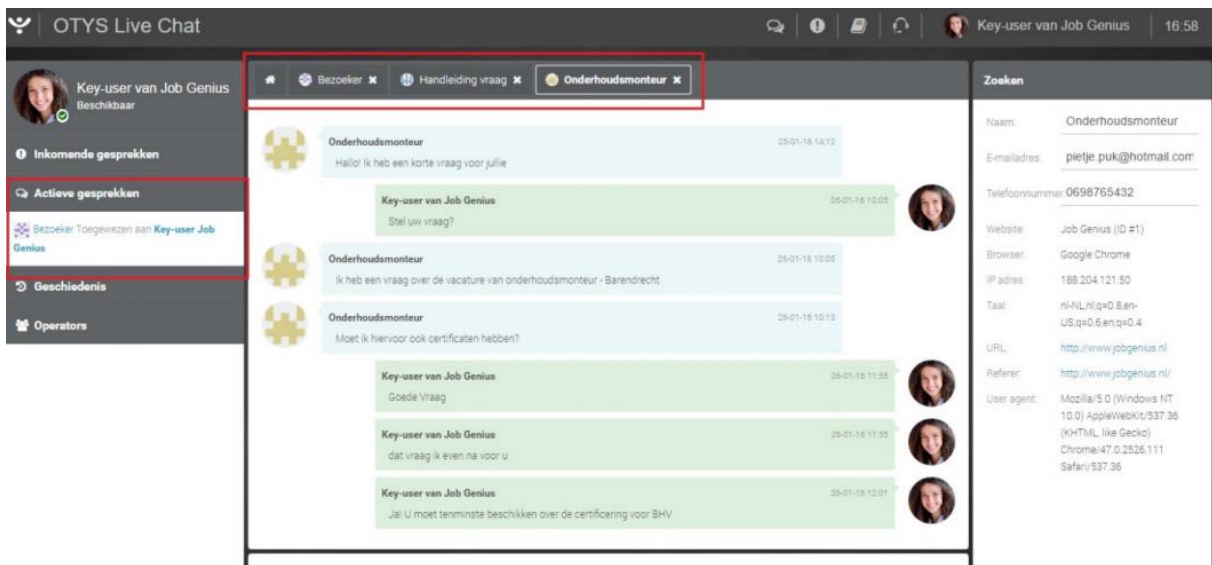 OTYS Live Chat
Key-user van Job Genius
16:58
Key-user van Job Genius
Beschikbaar
Inkomende gesprekken
Actieve gesprekken
Bezoeker Toegewezen aan Key-user Job
Genius
Geschiedenis
Operators
Bezoeker
Handleiding vraag
Onderhoudsmonteur
Onderhoudsmonteur
25-01-16 14:12
Hallo! Ik heb een korte vraag voor jullie
Key-user van Job Genius
26-01-16 10:05
Stel uw vraag?
Onderhoudsmonteur
26-01-16 10:05
Ik heb een vraag over de vacature van onderhoudsmonteur - Barendrecht
Onderhoudsmonteur
26-01-16 10:13
Moet ik hiervoor ook certificaten hebben?
Key-user van Job Genius
26-01-16 11:55
Goede Vraag
Key-user van Job Genius
26-01-16 11:55
dat vraag ik even na voor u
Key-user van Job Genius
26-01-16 12:01
Ja! U moet tenminste beschikken over de certificering voor BHV
Zoeken
Naam: Onderhoudsmonteur
E-mailadres: pietje.puk@hotmail.com
Telefoonnummer: 0698765432
Website: Job Genius (ID #1)
Browser: Google Chrome
IP adres: 188.204.121.50
Taal: nl-NL,nl;q=0.8,en-
US;q=0.6,en;q=0.4
URL: http://www.jobgenius.nl
Referer: http://www.jobgenius.nl/
User agent: Mozilla/5.0 (Windows NT
10.0) AppleWebKit/537.36
(KHTML, like Gecko)
Chrome/47.0.2526.111
Safari/537.36